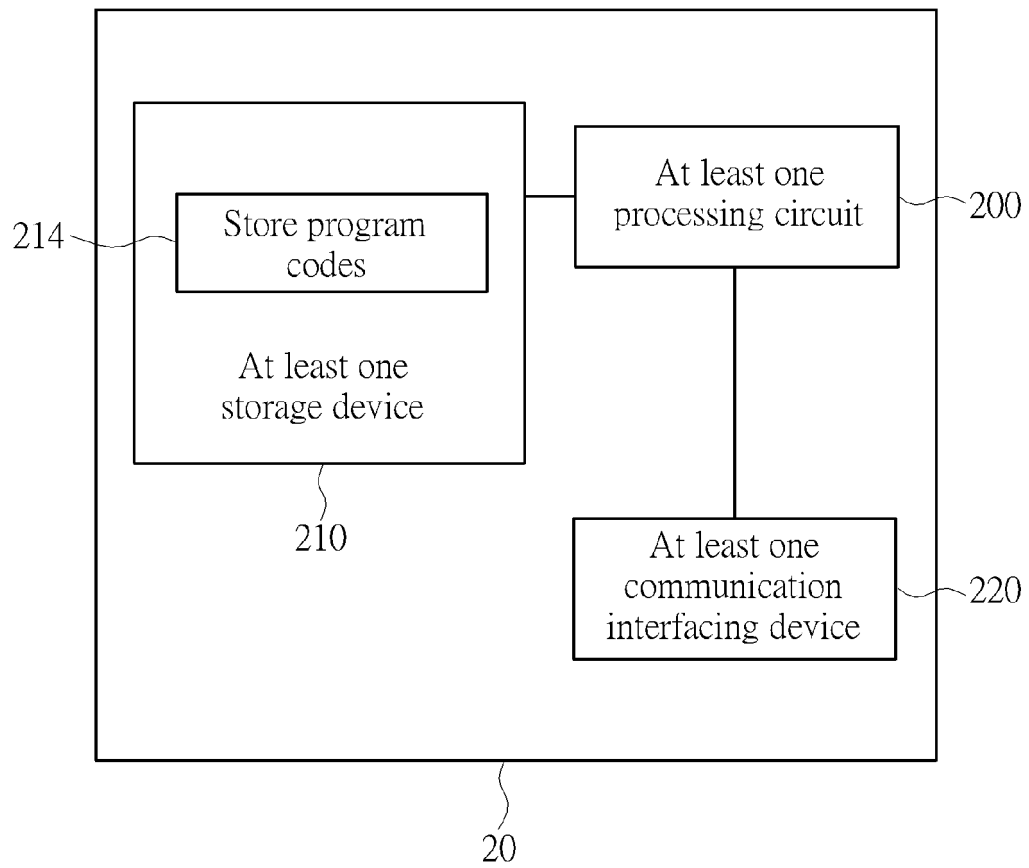 At least one
processing circuit
200
214
Store program
codes
At least one
storage device
210
At least one
communication
interfacing device
220
20